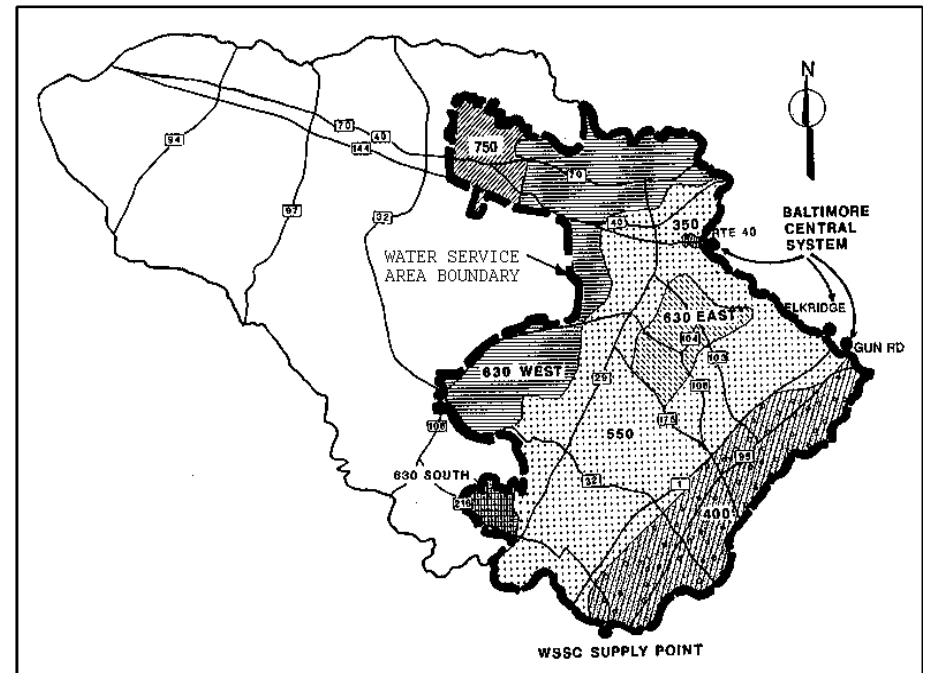 N
94
70
40
144
750
70
97
32
40
350
RTE 40
BALTIMORE
CENTRAL
SYSTEM
WATER SERVICE
AREA BOUNDARY
ELKRIDGE
630 EAST
104
GUN RD
103
630 WEST
29
108
108
175
550
95
630 SOUTH
32
1
216
400
WSSC SUPPLY POINT